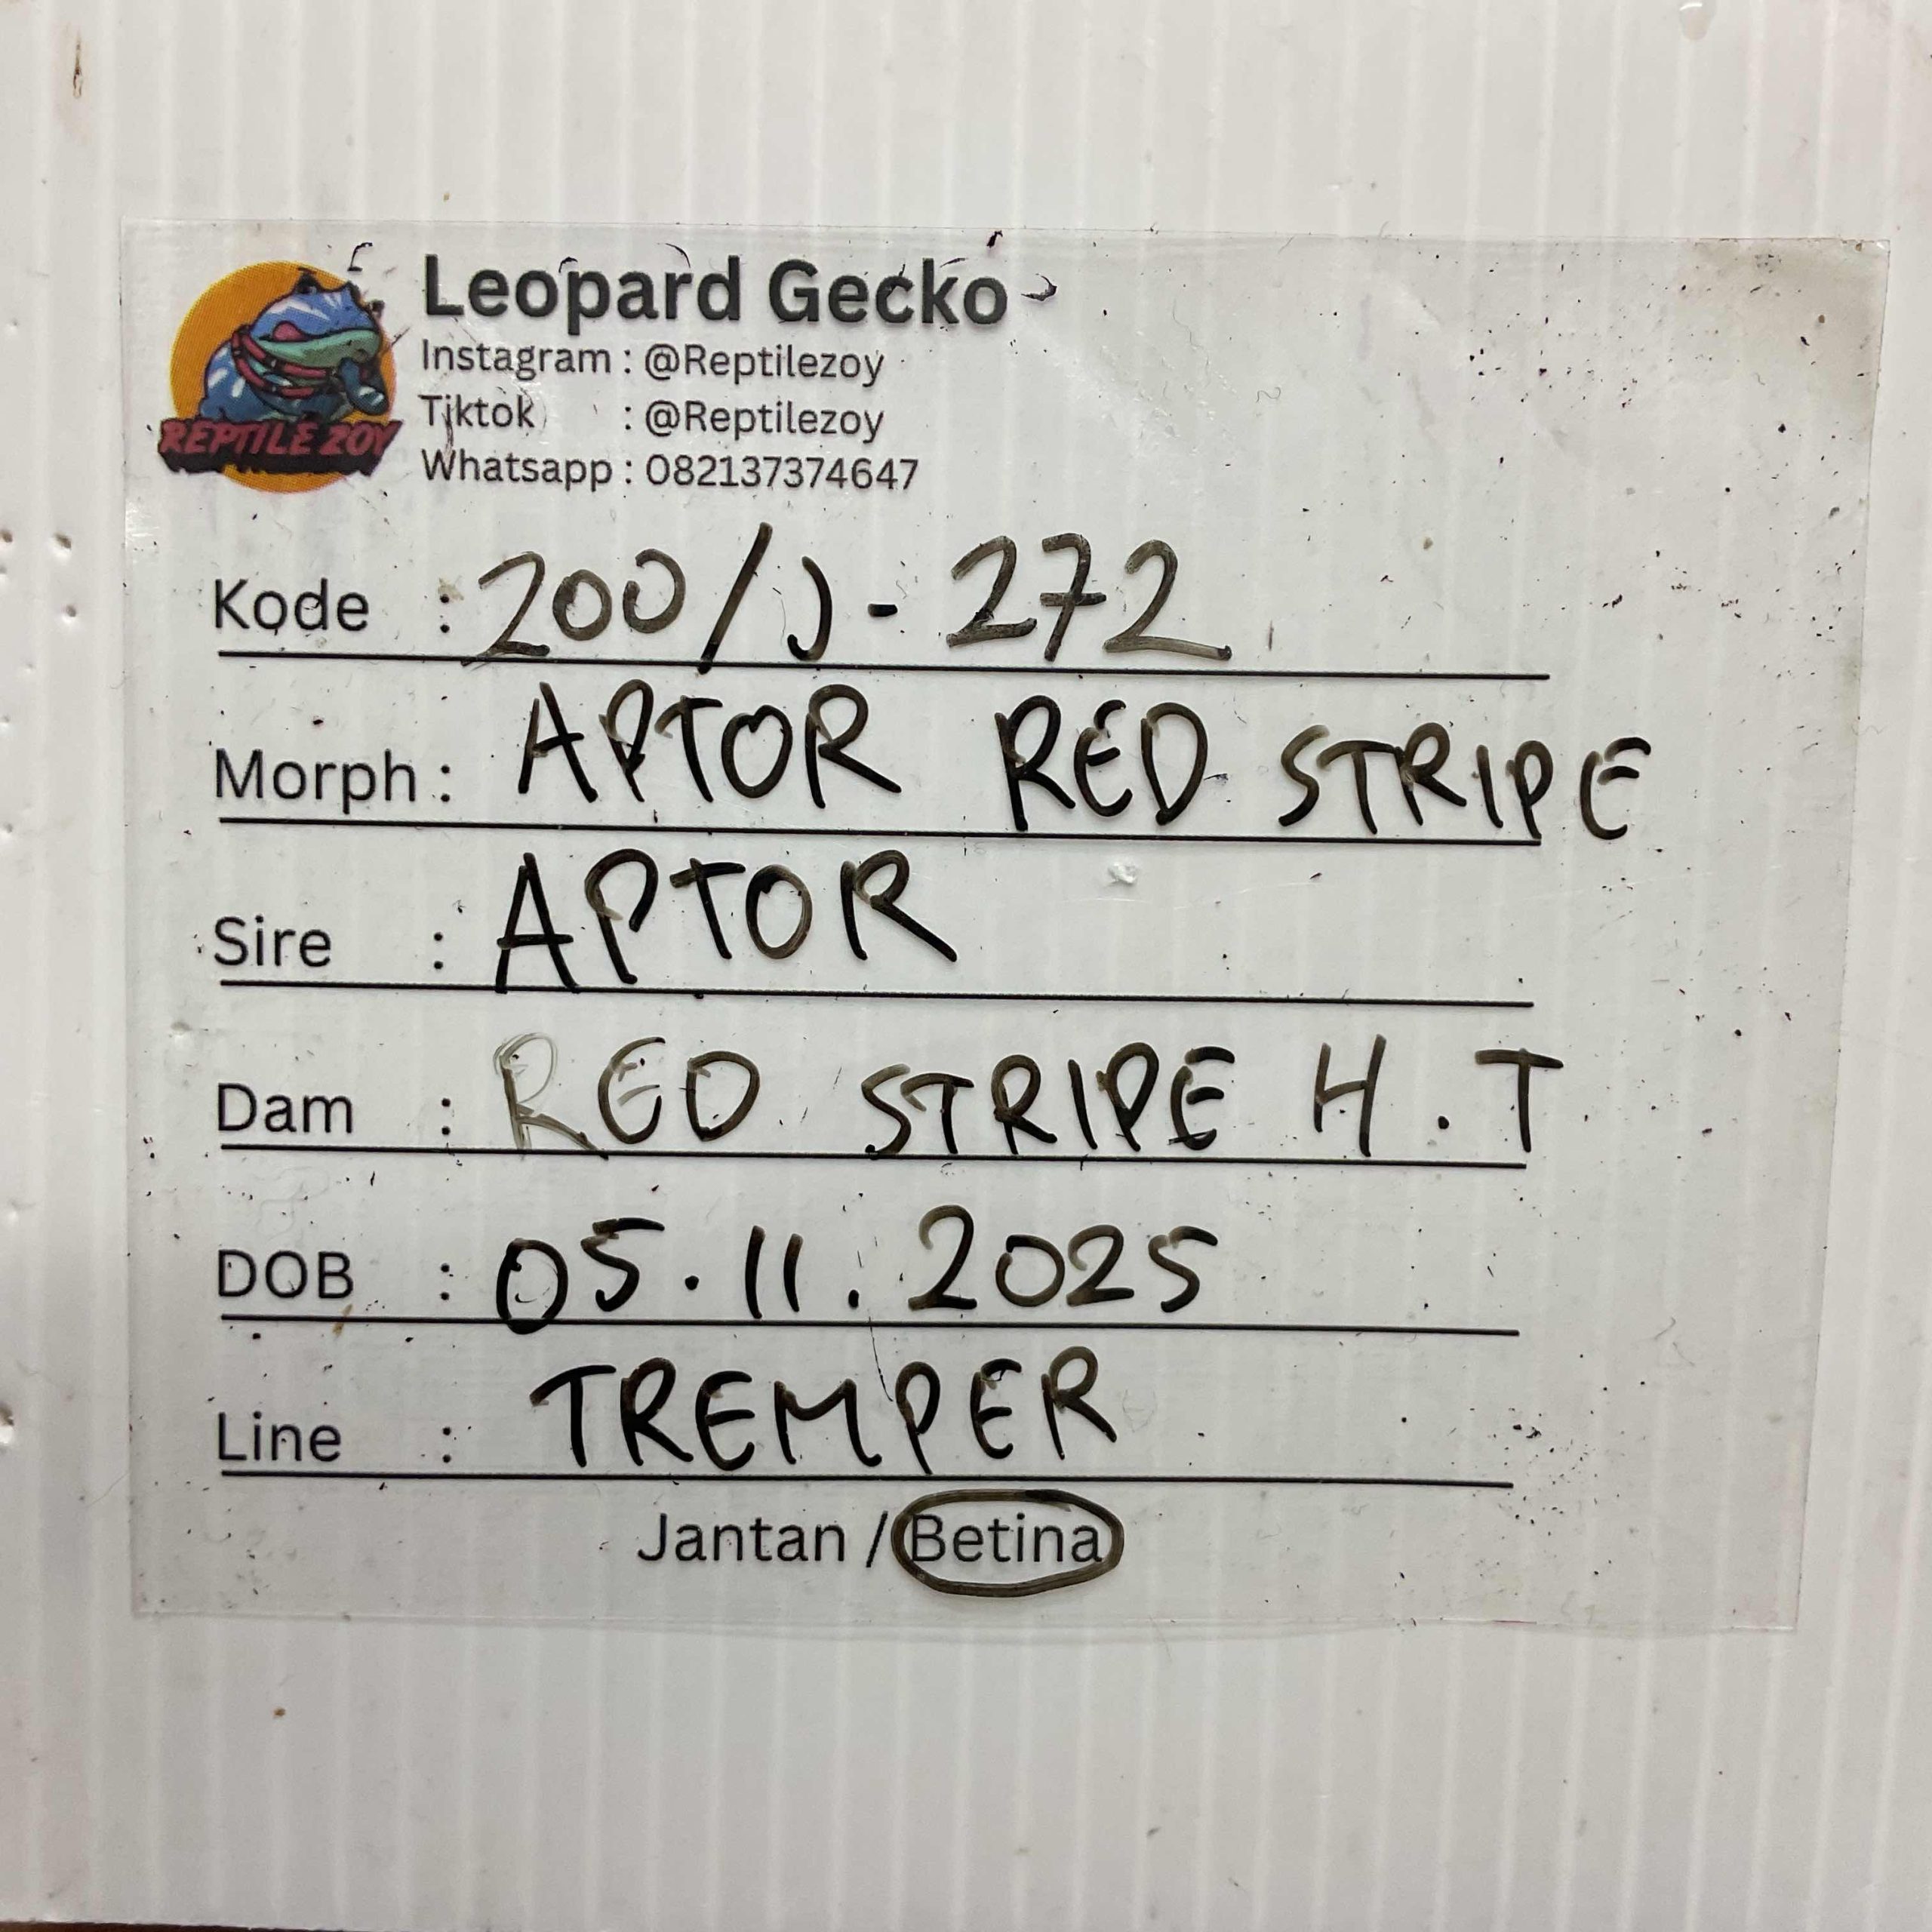 Leopard Gecko
Instagram : @Reptilezoy
Tiktok : @Reptilezoy
Whatsapp : 082137374647
REPTILE ZOY
Kode : 200/J - 272
Morph : APTOR RED STRIPE
Sire : APTOR
Dam : RED STRIPE H.T
DOB : 05.11.2025
Line : TREMPER
Jantan / Betina